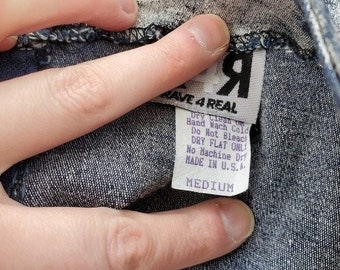 R
RAVE 4 REAL
Dry Clean Or
Hand Wach Cold
Do Not Bleach
DRY FLAT ONLY
No Machine Dry
MADE IN U.S.A.
MEDIUM